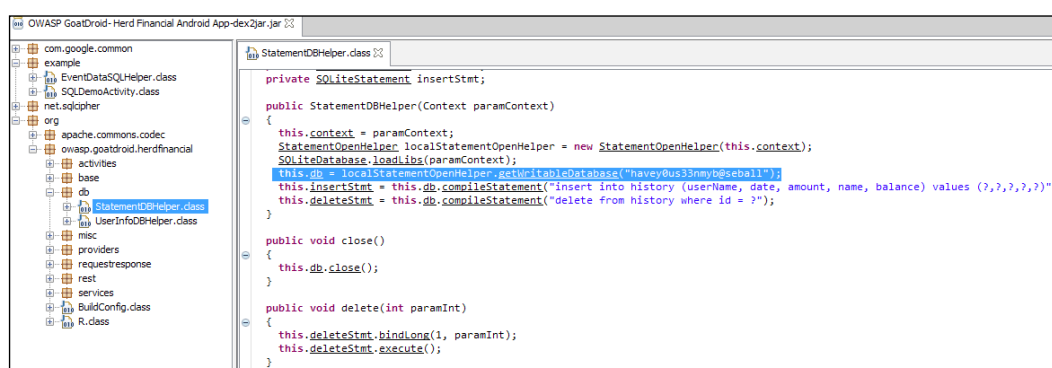 OWASP GoatDroid- Herd Financial Android App-dex2jar.jar
com.google.common
example
EventDataSQLHelper.class
SQLDemoActivity.class
net.sqlcipher
org
apache.commons.codec
owasp.goatdroid.herdfinancial
activities
base
db
StatementDBHelper.class
UserInfoDBHelper.class
misc
providers
requestresponse
rest
services
BuildConfig.class
R.class
StatementDBHelper.class
private SQLiteStatement insertStmt;
public StatementDBHelper(Context paramContext)
{
this.context = paramContext;
StatementOpenHelper localStatementOpenHelper = new StatementOpenHelper(this.context);
SQLiteDatabase.loadLibs(paramContext);
this.db = localStatementOpenHelper.getWritableDatabase("havey0us33nmyb@seball");
this.insertStmt = this.db.compileStatement("insert into history (userName, date, amount, name, balance) values (?,?,?,?,?)"
this.deleteStmt = this.db.compileStatement("delete from history where id = ?");
}
public void close()
{
this.db.close();
}
public void delete(int paramInt)
{
this.deleteStmt.bindLong(1, paramInt);
this.deleteStmt.execute();
}